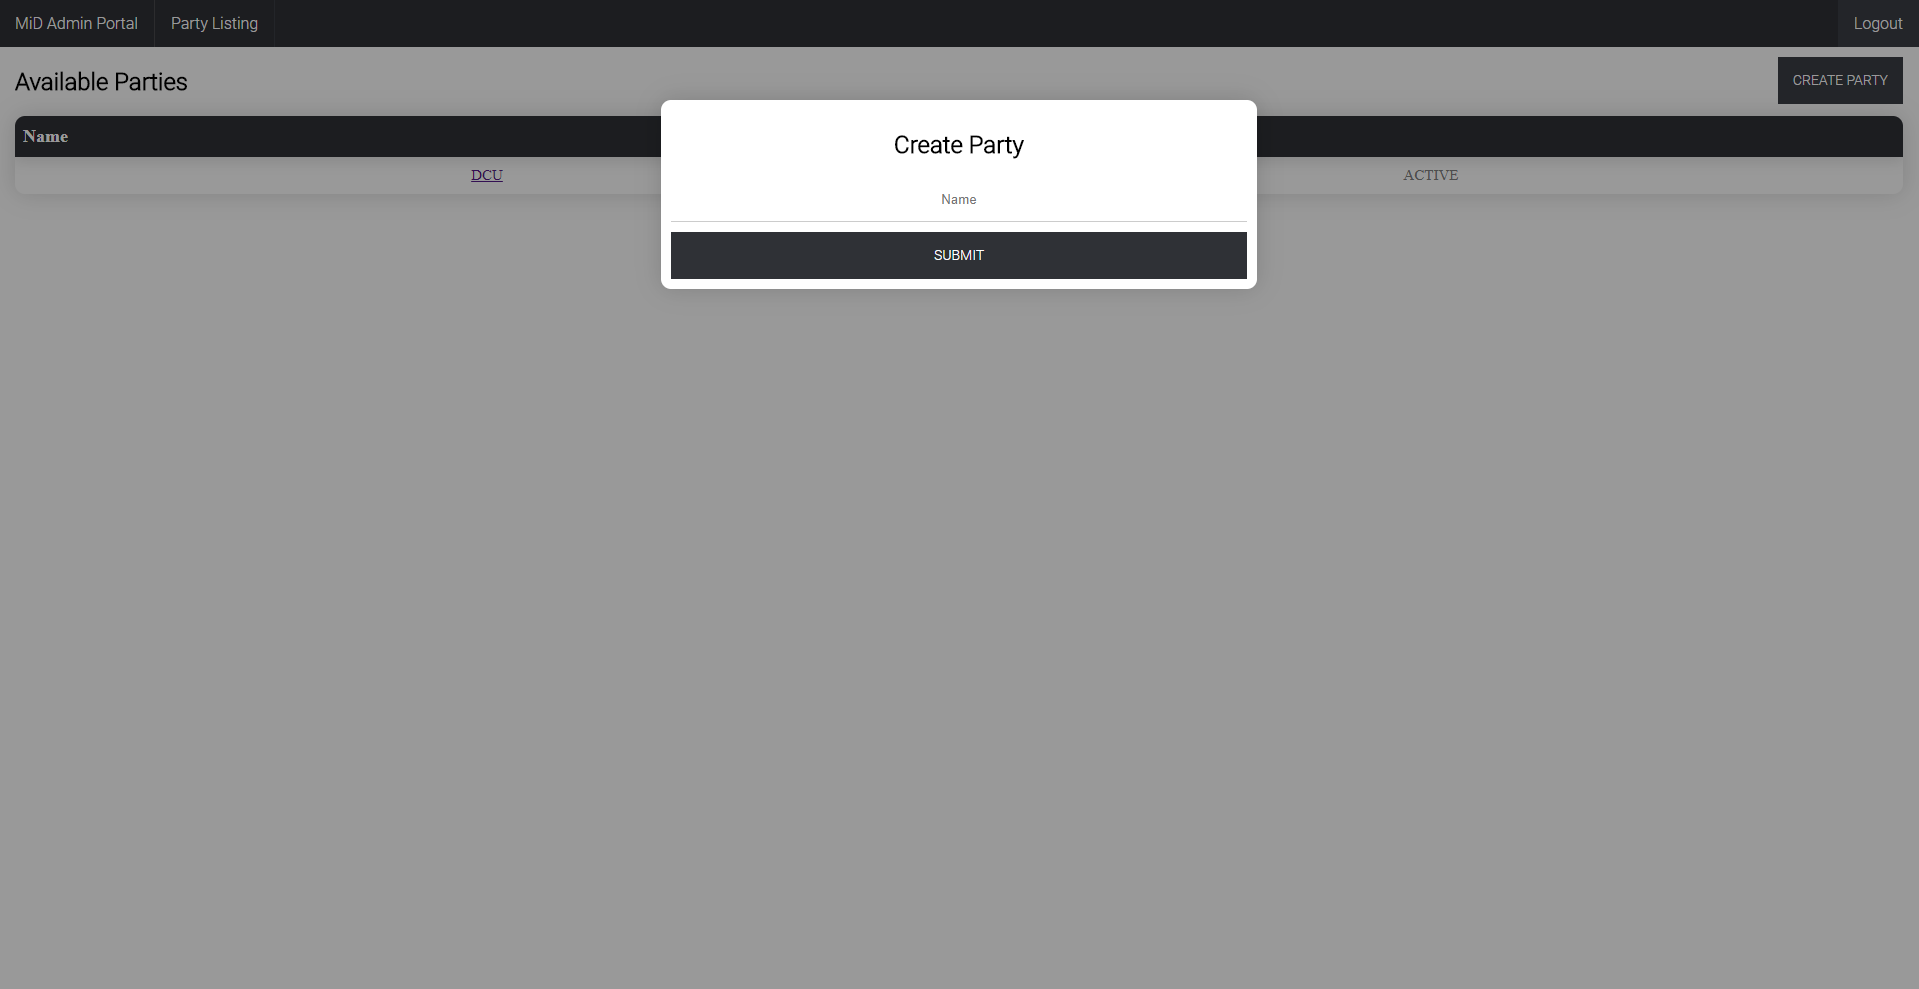 MiD Admin Portal
Party Listing
Logout
Available Parties
CREATE PARTY
Name
DCU
ACTIVE
Create Party
Name
SUBMIT